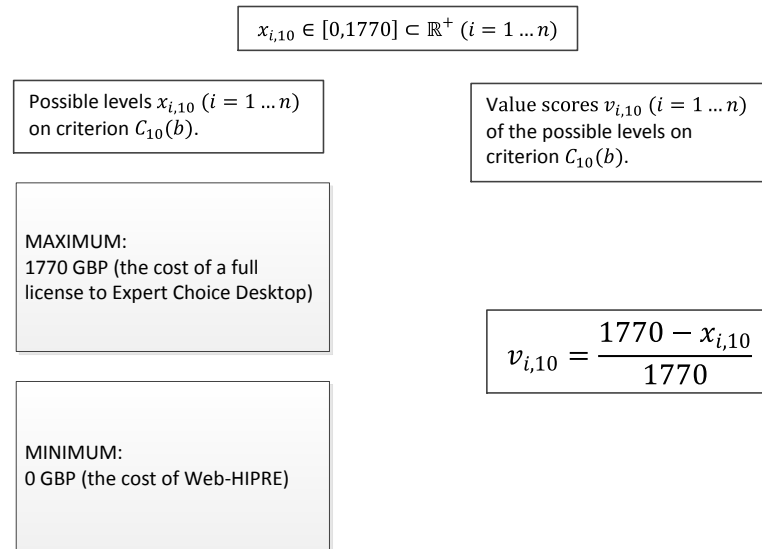 x_{i,10} ∈ [0,1770] ⊂ ℝ⁺ (i = 1 … n)
Possible levels x_{i,10} (i = 1 … n)
on criterion C_{10}(b).
Value scores v_{i,10} (i = 1 … n)
of the possible levels on
criterion C_{10}(b).
MAXIMUM:
1770 GBP (the cost of a full
license to Expert Choice Desktop)
v_{i,10} = \frac{1770 − x_{i,10}}{1770}
MINIMUM:
0 GBP (the cost of Web-HIPRE)